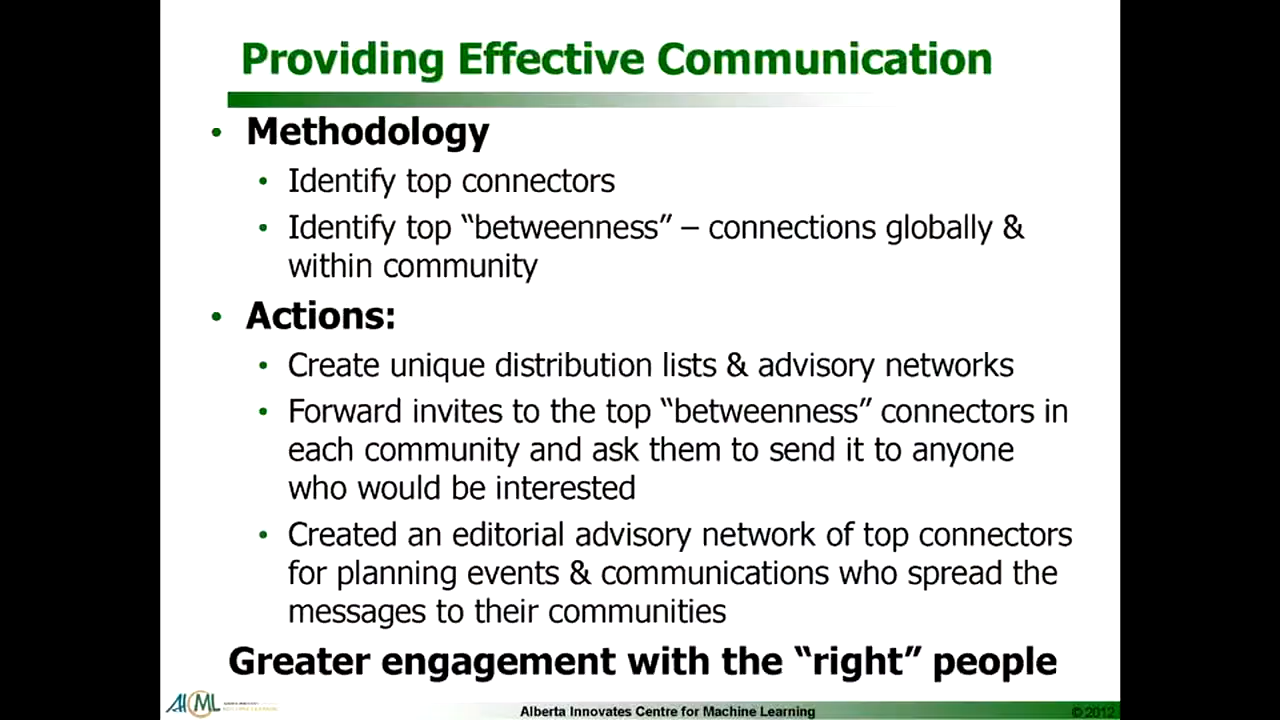 Providing Effective Communication
• Methodology
• Identify top connectors
• Identify top “betweenness” – connections globally &
within community
• Actions:
• Create unique distribution lists & advisory networks
• Forward invites to the top “betweenness” connectors in
each community and ask them to send it to anyone
who would be interested
• Created an editorial advisory network of top connectors
for planning events & communications who spread the
messages to their communities
Greater engagement with the “right” people
AICML
Alberta Innovates Centre for Machine Learning
© 2012